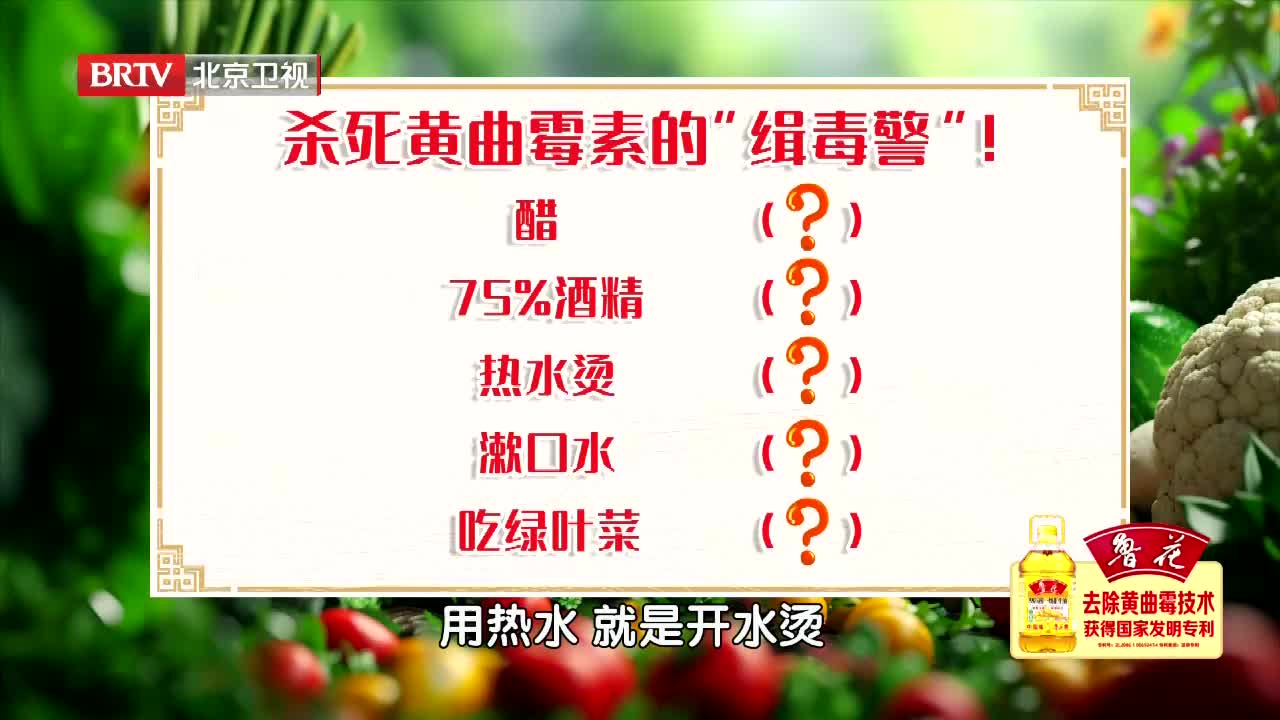 BRTV 北京卫视
杀死黄曲霉素的"缉毒警"!
醋 (?)
75%酒精 (?)
热水烫 (?)
漱口水 (?)
吃绿叶菜 (?)
鲁花
去除黄曲霉技术
获得国家发明专利
用热水 就是开水烫